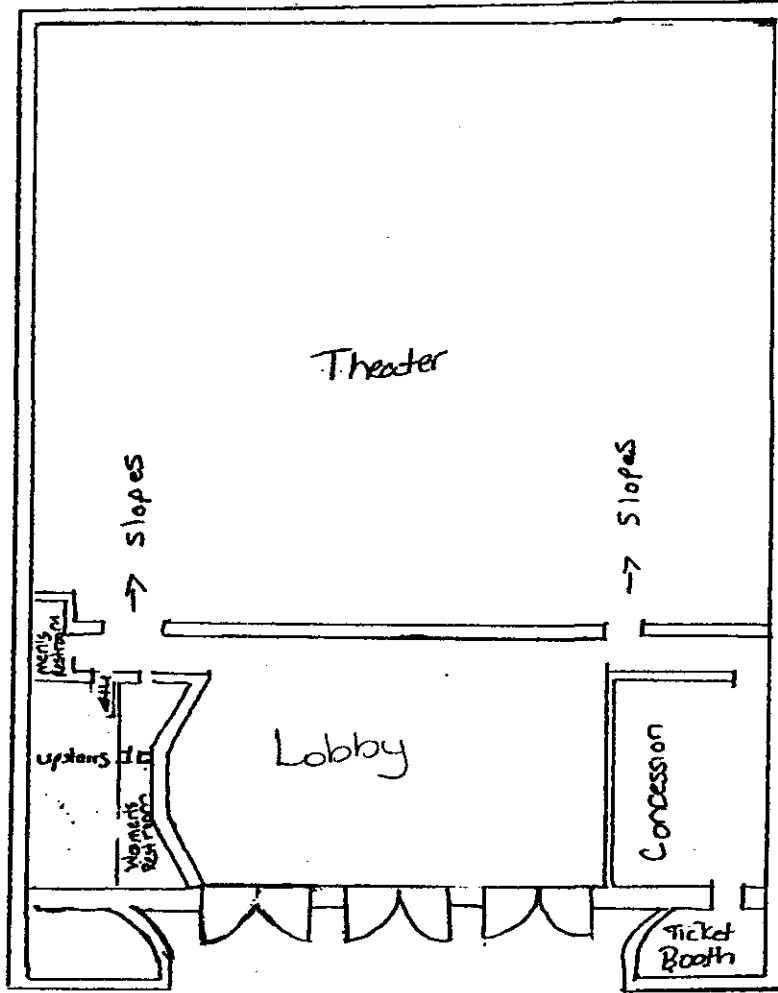 Theater
→ Slopes
→ Slopes
men's
Restroom
upstairs
Women's
Restroom
Lobby
Concession
Ticket
Booth